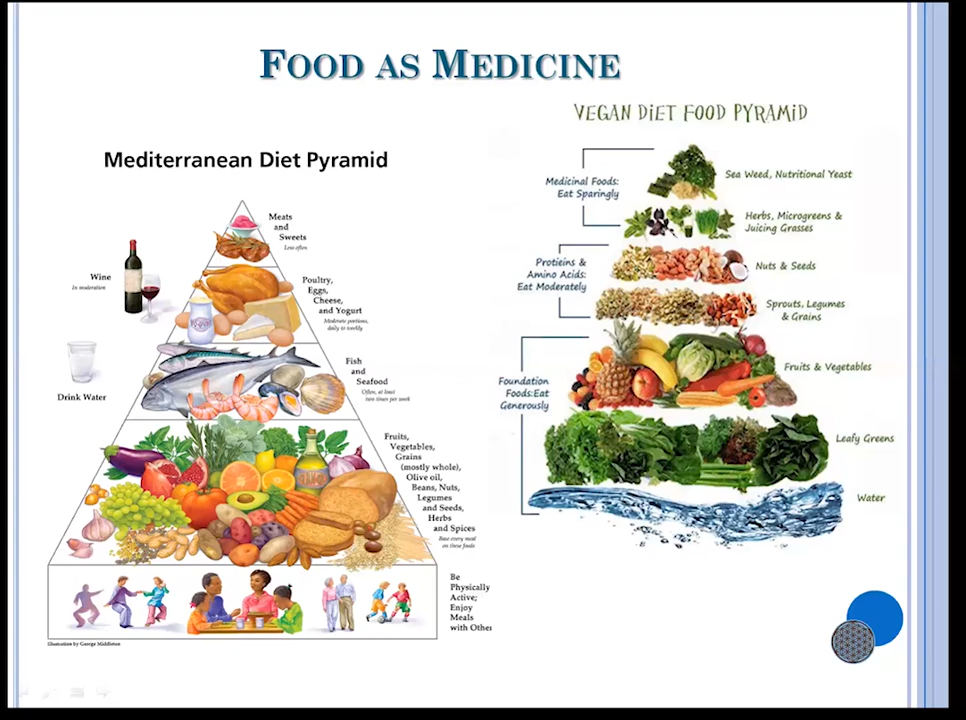 FOOD AS MEDICINE
Mediterranean Diet Pyramid
Meats
and
Sweets
Less often
Wine
In moderation
Poultry,
Eggs,
Cheese,
and Yogurt
Moderate portions,
daily to weekly
Drink Water
Fish
and
Seafood
Often, at least
two times per week
Fruits,
Vegetables,
Grains
(mostly whole),
Olive oil,
Beans, Nuts,
Legumes
and Seeds,
Herbs
and Spices
Base every meal
on these foods
Be
Physically
Active;
Enjoy
Meals
with Other
Illustration by George Middleton
VEGAN DIET FOOD PYRAMID
Medicinal Foods:
Eat Sparingly
Sea Weed, Nutritional Yeast
Herbs, Microgreens &
Juicing Grasses
Protieins &
Amino Acids:
Eat Moderately
Nuts & Seeds
Sprouts, Legumes
& Grains
Foundation
Foods:Eat
Generously
Fruits & Vegetables
Leafy Greens
Water